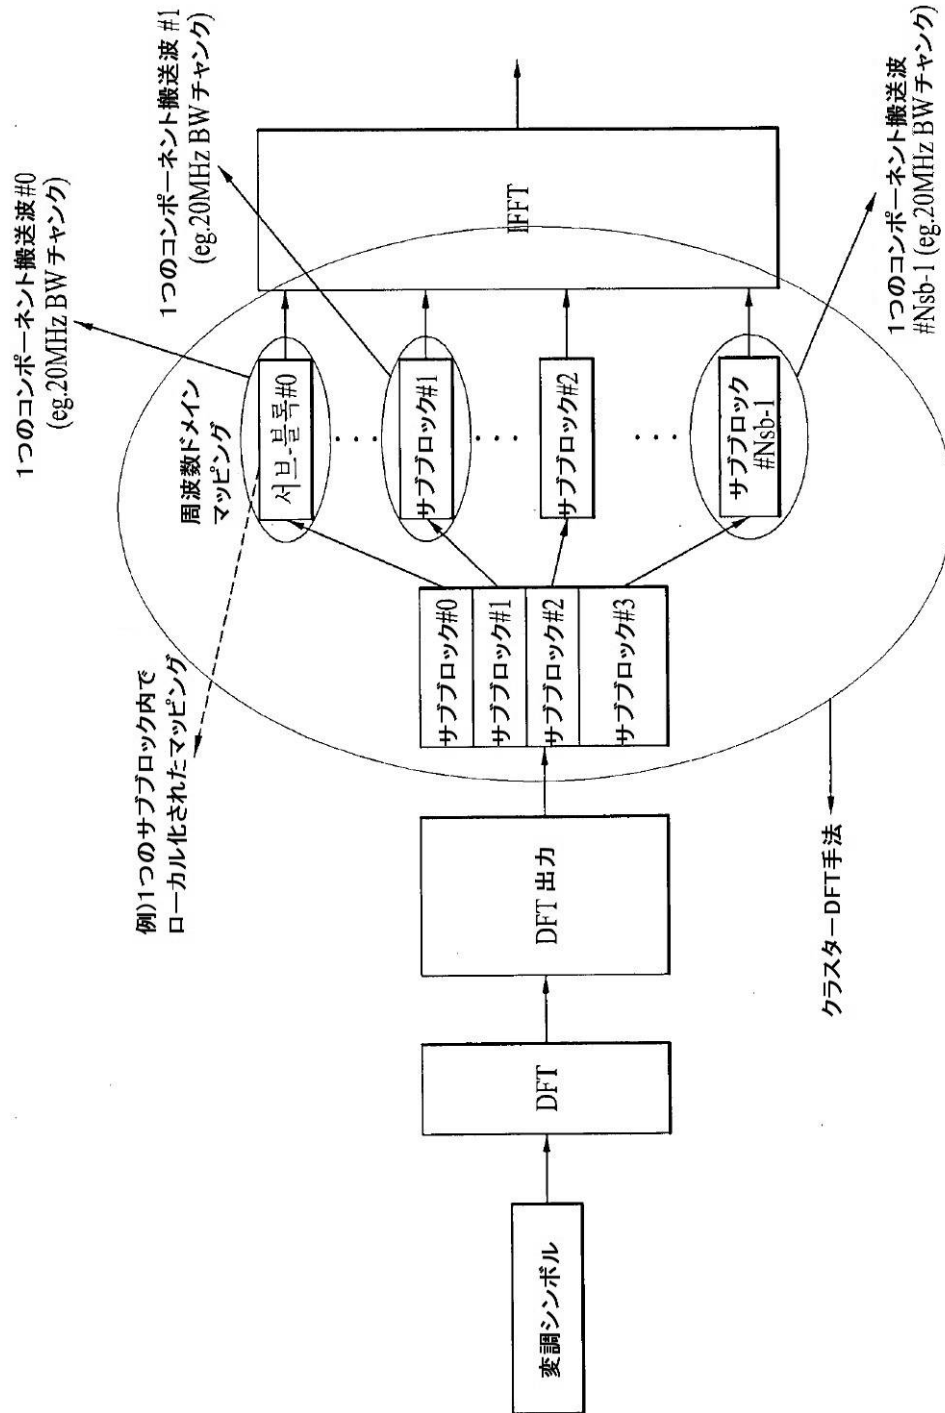 1つのコンポーネント搬送波#0
(eg.20MHz BWチャンク)
1つのコンポーネント搬送波 #1
(eg.20MHz BWチャンク)
例)1つのサブブロック内で
ローカル化されたマッピング
周波数ドメイン
マッピング
変調シンボル
DFT
DFT 出力
サブブロック#0
サブブロック#1
サブブロック#2
サブブロック#3
서브-블록#0
サブブロック#1
サブブロック#2
サブブロック
#Nsb-1
IFFT
1つのコンポーネント搬送波
#Nsb-1 (eg.20MHz BWチャンク)
クラスターDFT手法